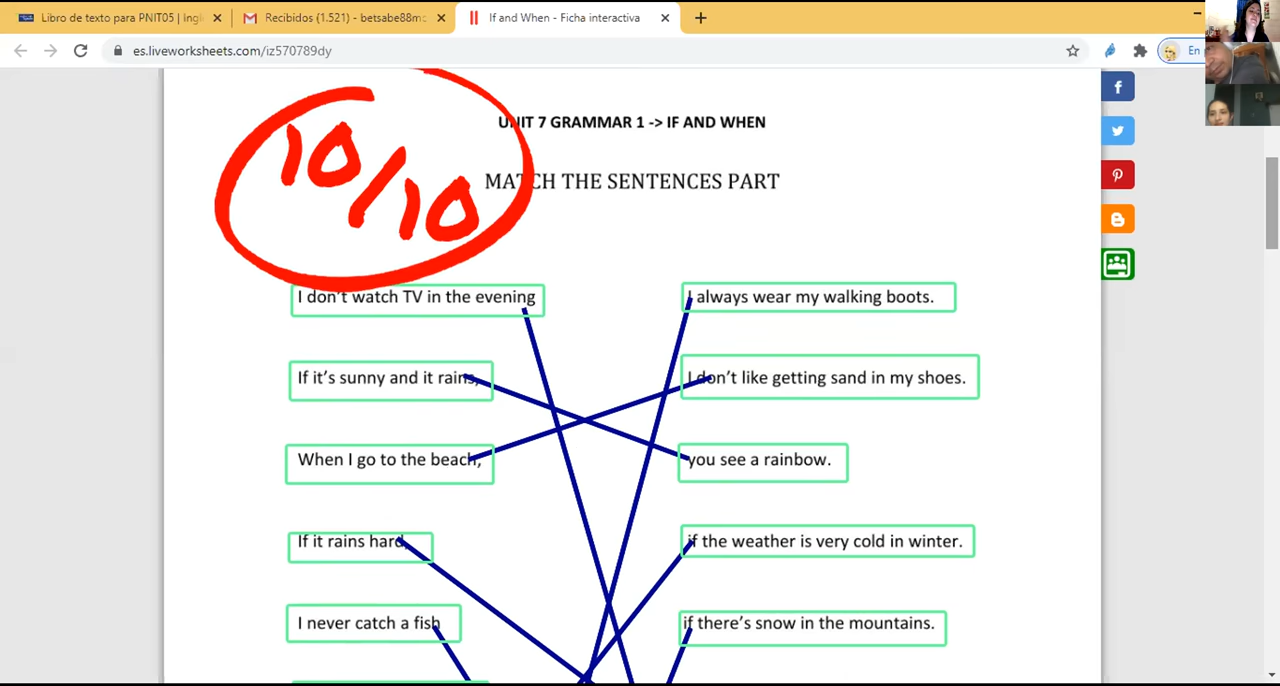 Libro de texto para PNIT05 | Ingl
Recibidos (1.521) - betsabe88mc
If and When - Ficha interactiva
es.liveworksheets.com/iz570789dy
En
10/10
UNIT 7 GRAMMAR 1 -> IF AND WHEN
MATCH THE SENTENCES PART
I don't watch TV in the evening
I always wear my walking boots.
If it's sunny and it rains,
I don't like getting sand in my shoes.
When I go to the beach,
you see a rainbow.
If it rains hard,
if the weather is very cold in winter.
I never catch a fish
if there's snow in the mountains.